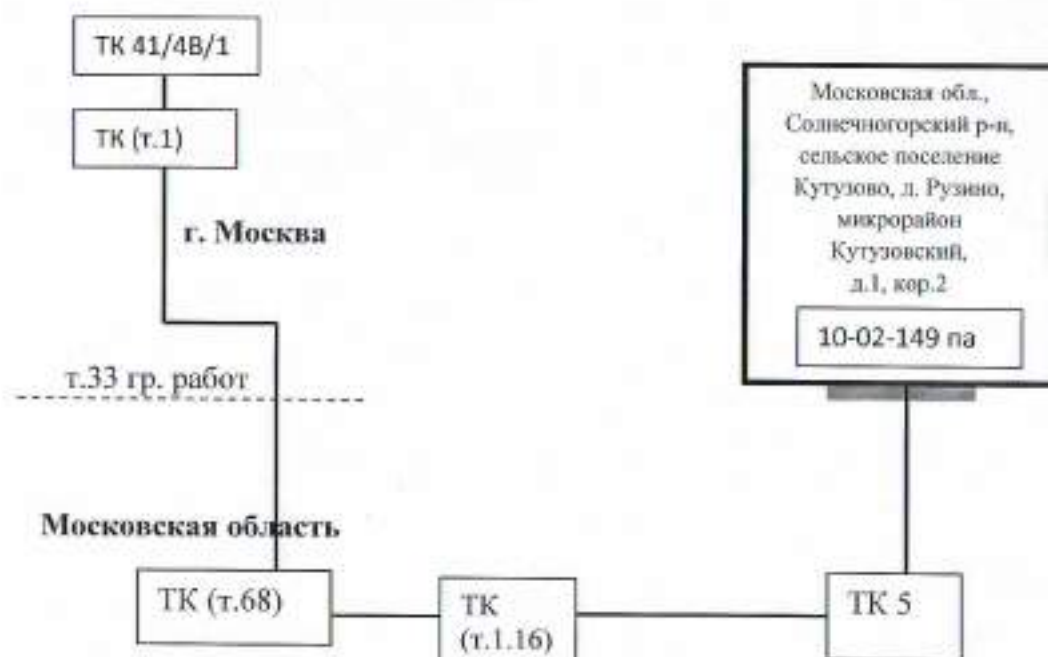 ТК 41/4В/1
ТК (т.1)
г. Москва
т.33 гр. работ
Московская область
ТК (т.68)
ТК
(т.1.16)
ТК 5
Московская обл.,
Солнечногорский р-н,
сельское поселение
Кутузово, д. Рузино,
микрорайон
Кутузовский,
д.1, кор.2
10-02-149 па